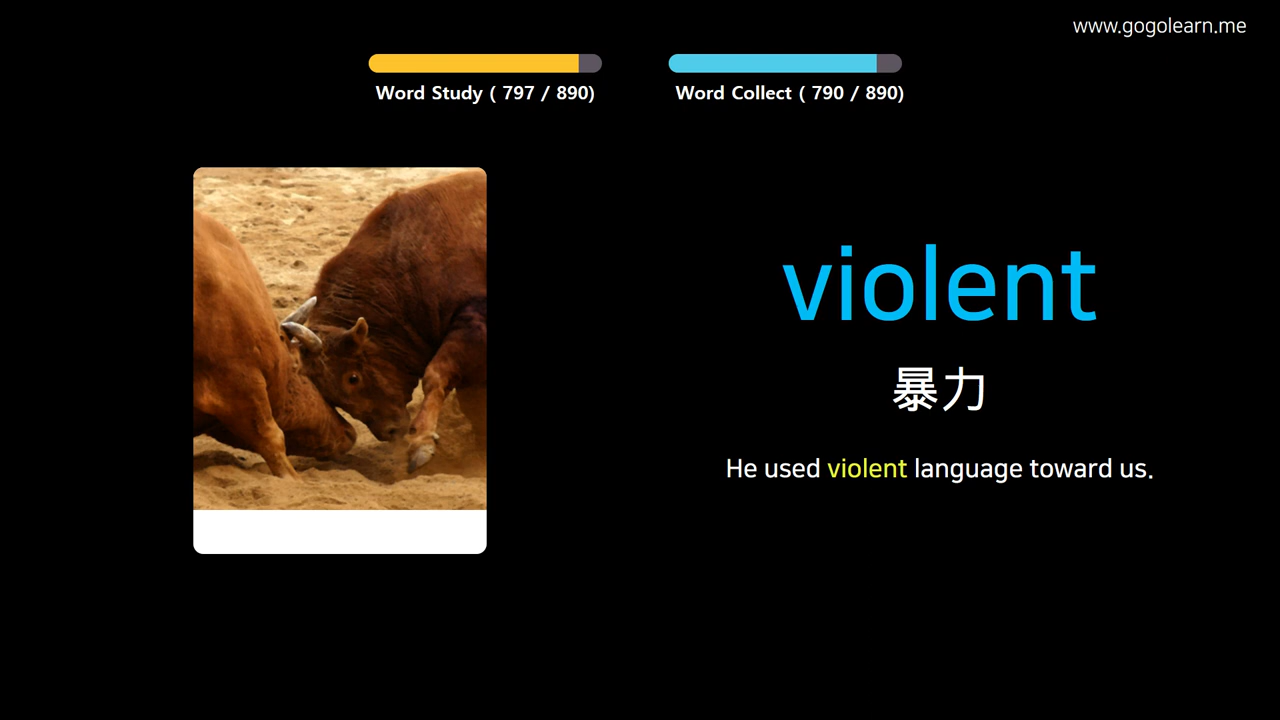 www.gogolearn.me
Word Study ( 797 / 890)
Word Collect ( 790 / 890)
violent
暴力
He used violent language toward us.